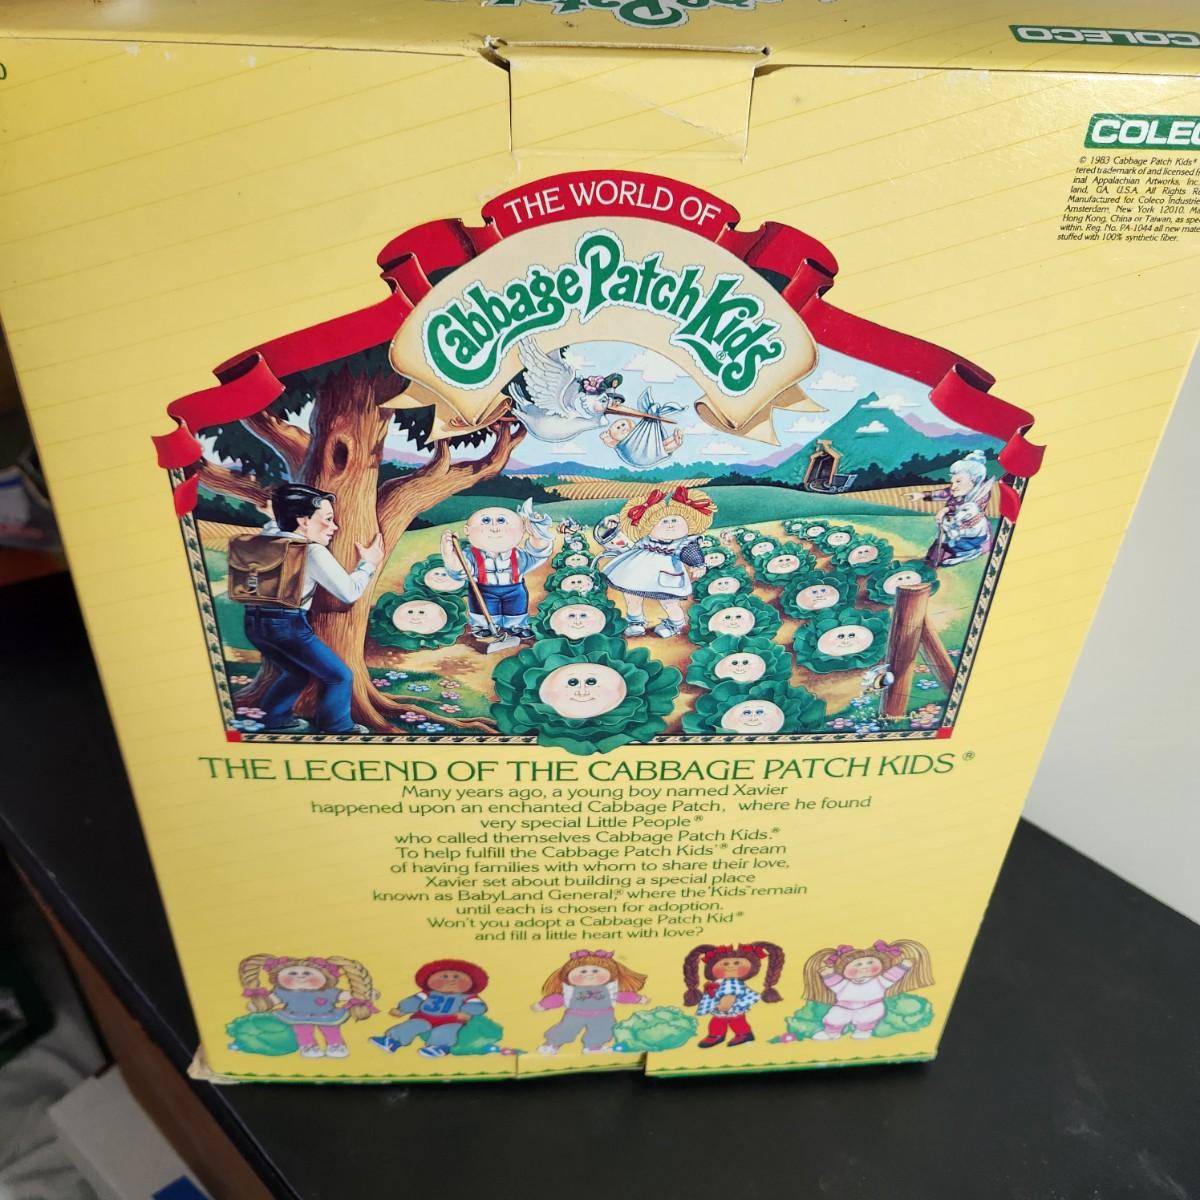 COLECO
COLEC
© 1983 Cabbage Patch Kids®
tered trademark of and licensed
inal Appalachian Artworks, Inc.
land, GA. U.S.A. All Rights
Manufactured for Coleco Industrie
Amsterdam, New York 12010.
Hong Kong, China or Taiwan, as
within. Reg. No. PA-1044 all new
stuffed with 100% synthetic fiber.
THE WORLD OF
Cabbage Patch Kids®
THE LEGEND OF THE CABBAGE PATCH KIDS®
Many years ago, a young boy named Xavier
happened upon an enchanted Cabbage Patch, where he found
very special Little People®
who called themselves Cabbage Patch Kids.®
To help fulfill the Cabbage Patch Kids'® dream
of having families with whom to share their love,
Xavier set about building a special place
known as BabyLand General,® where the 'Kids' remain
until each is chosen for adoption.
Won't you adopt a Cabbage Patch Kid®
and fill a little heart with love?
31